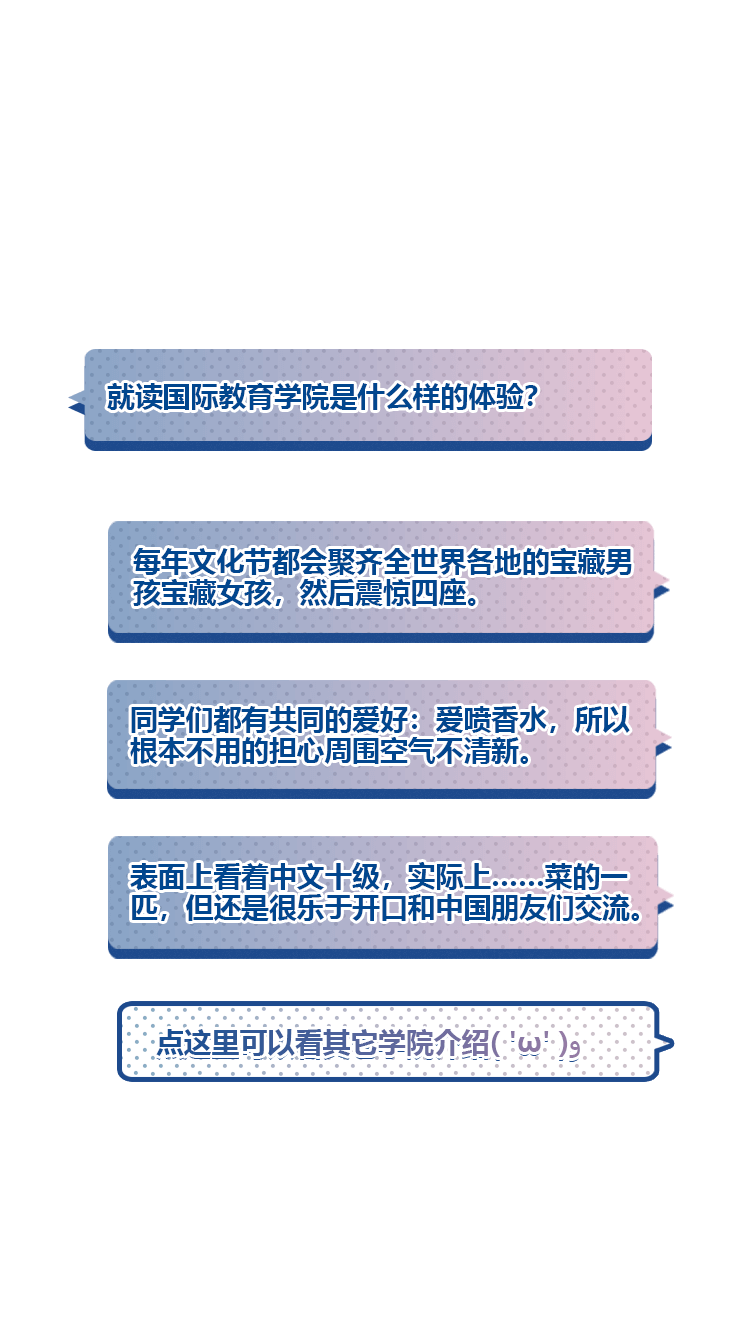 就读国际教育学院是什么样的体验？
每年文化节都会聚齐全世界各地的宝藏男
孩宝藏女孩，然后震惊四座。
同学们都有共同的爱好：爱喷香水，所以
根本不用的担心周围空气不清新。
表面上看着中文十级，实际上……菜的一
匹，但还是很乐于开口和中国朋友们交流。
点这里可以看其它学院介绍( 'ω' )و